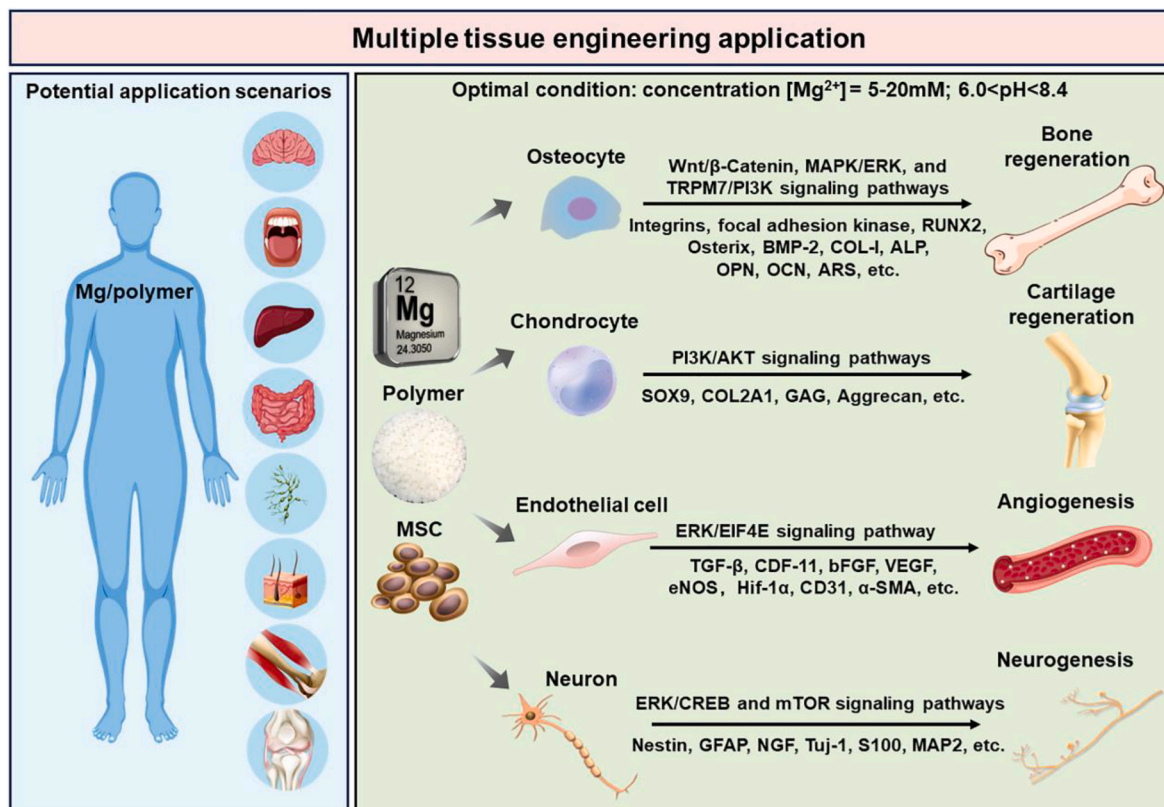 Multiple tissue engineering application
Potential application scenarios
Mg/polymer
Optimal condition: concentration [Mg²⁺] = 5-20mM; 6.0<pH<8.4
12
Mg
Magnesium
24.3050
Polymer
MSC
Osteocyte
Wnt/β-Catenin, MAPK/ERK, and
TRPM7/PI3K signaling pathways
Integrins, focal adhesion kinase, RUNX2,
Osterix, BMP-2, COL-I, ALP,
OPN, OCN, ARS, etc.
Bone
regeneration
Chondrocyte
PI3K/AKT signaling pathways
SOX9, COL2A1, GAG, Aggrecan, etc.
Cartilage
regeneration
Endothelial cell
ERK/EIF4E signaling pathway
TGF-β, CDF-11, bFGF, VEGF,
eNOS, Hif-1α, CD31, α-SMA, etc.
Angiogenesis
Neuron
ERK/CREB and mTOR signaling pathways
Nestin, GFAP, NGF, Tuj-1, S100, MAP2, etc.
Neurogenesis